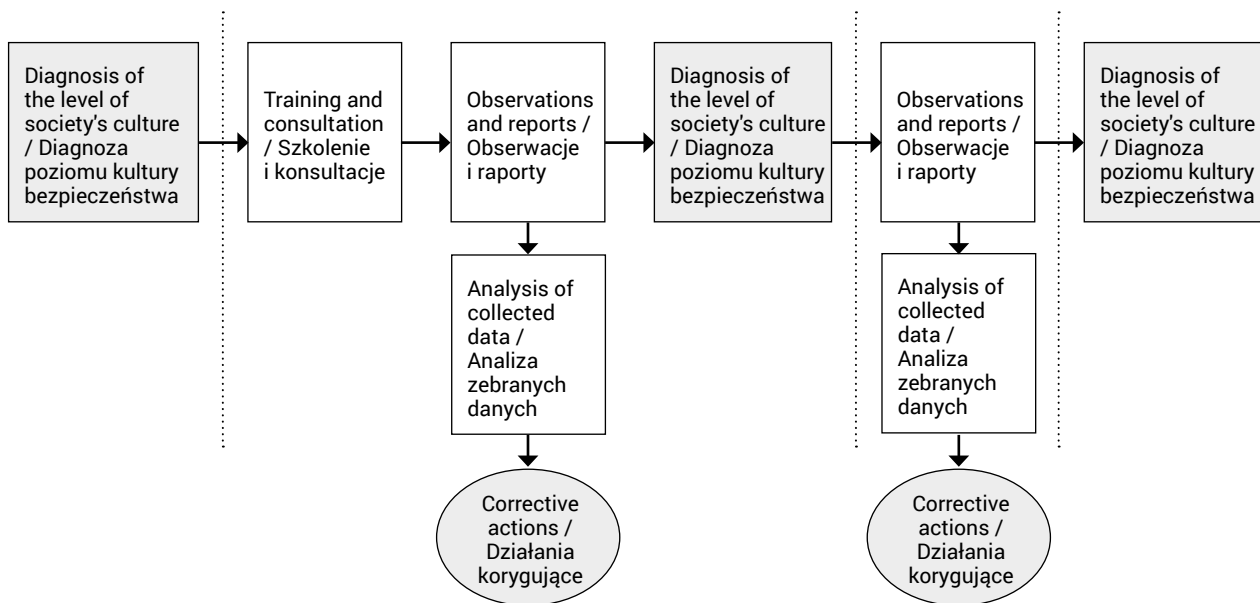 Diagnosis of
the level of
society's culture
/ Diagnoza
poziomu kultury
bezpieczeństwa
Training and
consultation
/ Szkolenie
i konsultacje
Observations
and reports /
Obserwacje
i raporty
Diagnosis of
the level of
society's culture
/ Diagnoza
poziomu kultury
bezpieczeństwa
Observations
and reports /
Obserwacje
i raporty
Diagnosis of
the level of
society's culture
/ Diagnoza
poziomu kultury
bezpieczeństwa
Analysis of
collected
data /
Analiza
zebranych
danych
Analysis of
collected
data /
Analiza
zebranych
danych
Corrective
actions /
Działania
korygujące
Corrective
actions /
Działania
korygujące